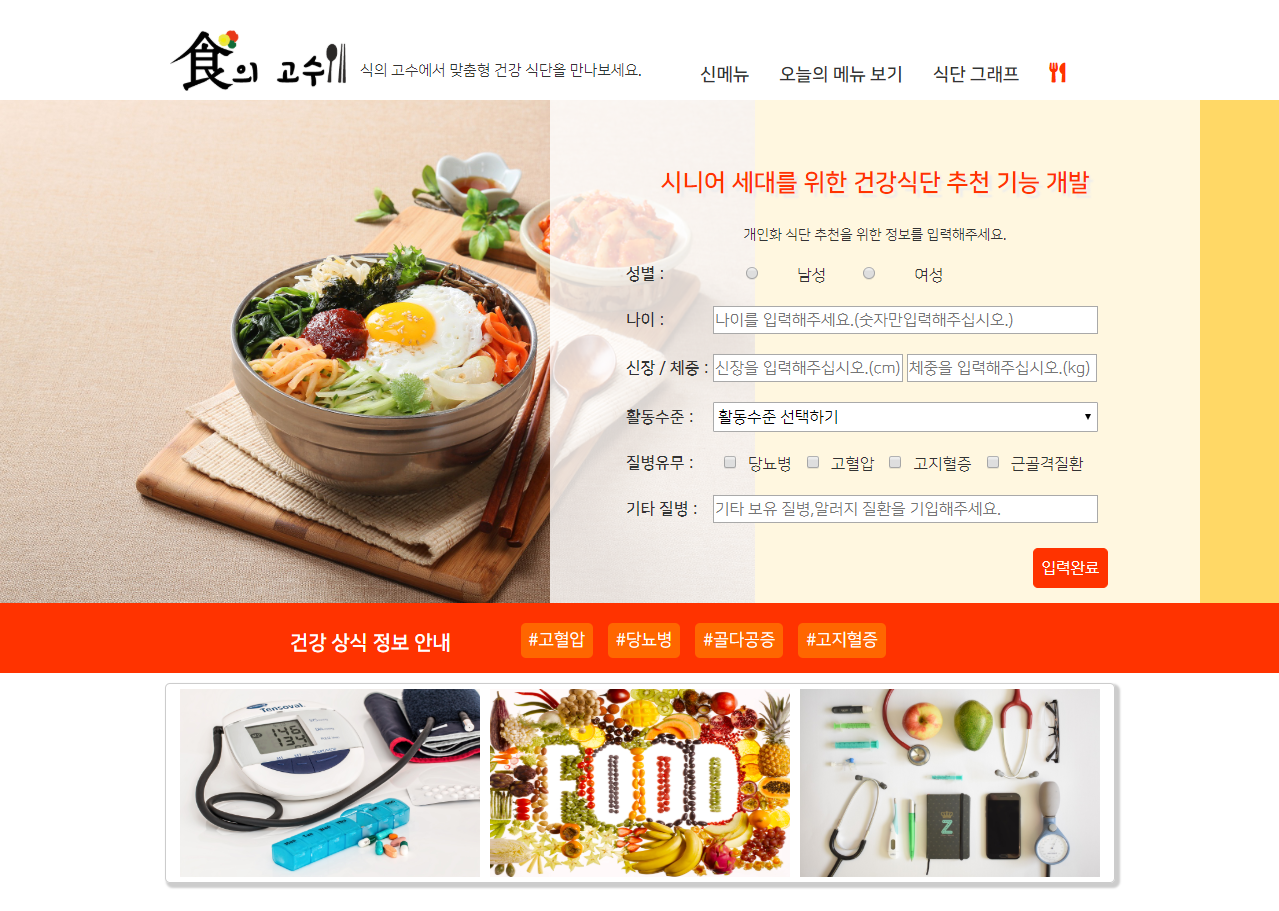 食의 고수
식의 고수에서 맞춤형 건강 식단을 만나보세요.
신메뉴 오늘의 메뉴 보기 식단 그래프
시니어 세대를 위한 건강식단 추천 기능 개발
개인화 식단 추천을 위한 정보를 입력해주세요.
성별 : 남성 여성
나이 : 나이를 입력해주세요.(숫자만입력해주십시오.)
신장 / 체중 : 신장을 입력해주십시오.(cm) 체중을 입력해주십시오.(kg)
활동수준 : 활동수준 선택하기
질병유무 : 당뇨병 고혈압 고지혈증 근골격질환
기타 질병 : 기타 보유 질병,알러지 질환을 기입해주세요.
입력완료
건강 상식 정보 안내 #고혈압 #당뇨병 #골다공증 #고지혈증
Tensoval
146
134
FOOD
Z